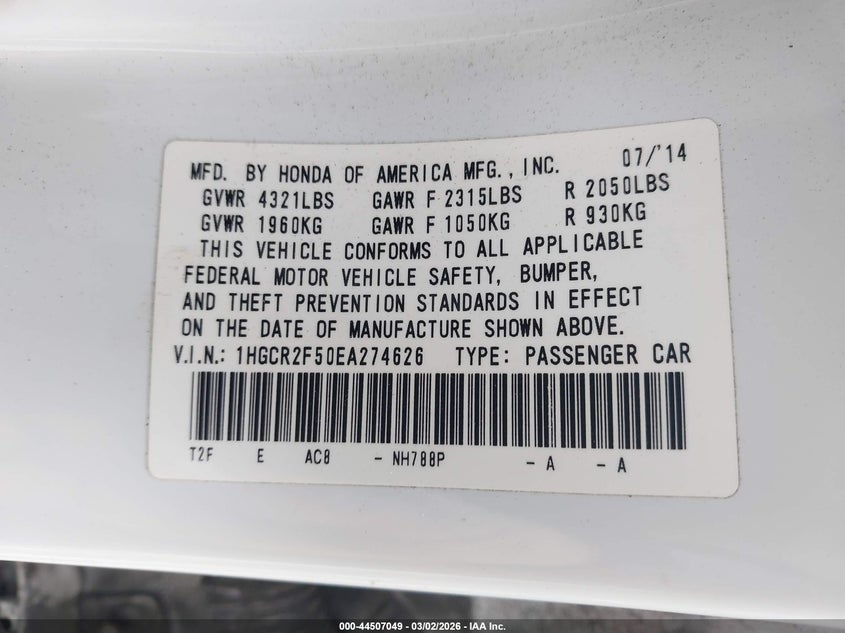 MFD. BY HONDA OF AMERICA MFG., INC. 07/'14
GVWR 4321LBS GAWR F 2315LBS R 2050LBS
GVWR 1960KG GAWR F 1050KG R 930KG
THIS VEHICLE CONFORMS TO ALL APPLICABLE
FEDERAL MOTOR VEHICLE SAFETY, BUMPER,
AND THEFT PREVENTION STANDARDS IN EFFECT
ON THE DATE OF MANUFACTURE SHOWN ABOVE.
V.I.N.: 1HGCR2F50EA274626 TYPE: PASSENGER CAR
T2F E AC8 - NH788P - A - A
000-44507049 - 03/02/2026 - IAA Inc.